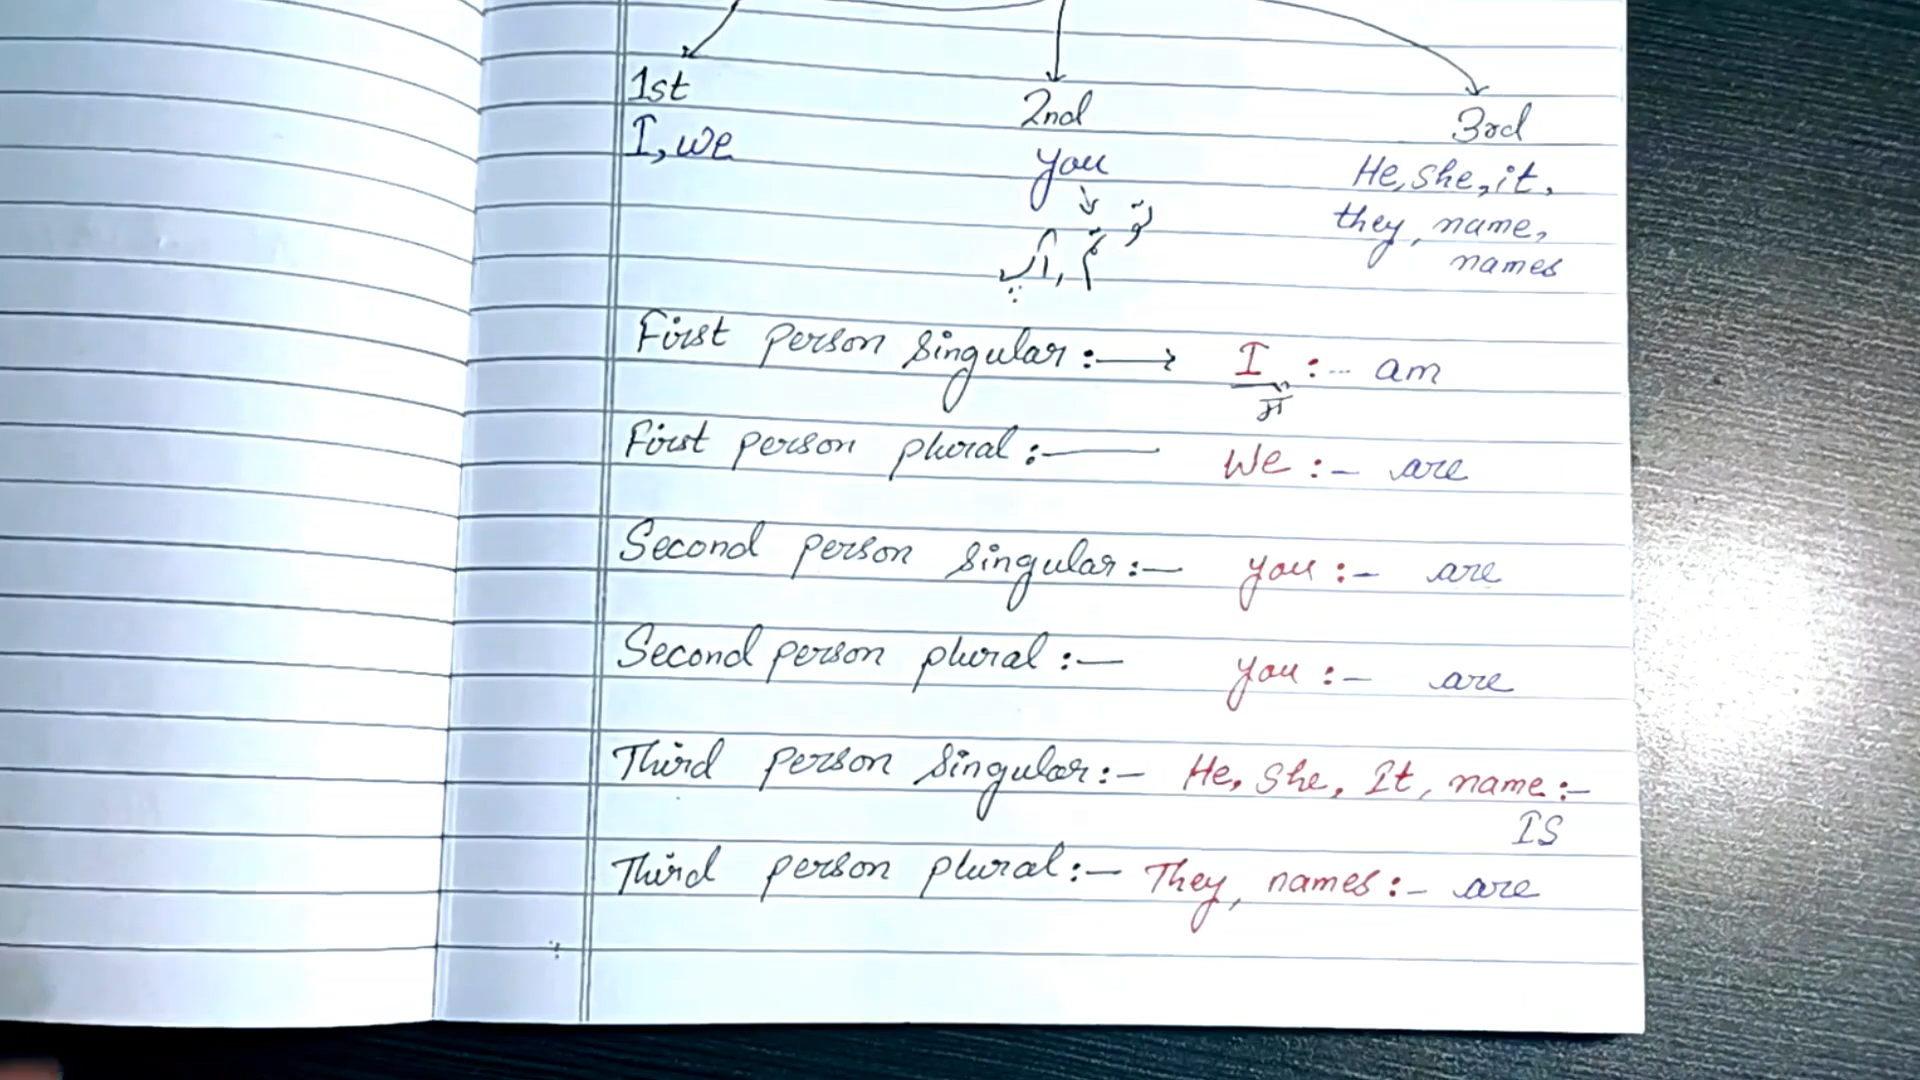 1st 2nd 3rd
I, we you He, she, it,
they, name,
names
تو
آپ, تم
First person singular :⟶ I :-- am
मैं
First person plural :— We :- are
Second person singular :- you :- are
Second person plural :- you :- are
Third person singular :- He, She, It, name :-
IS
Third person plural :- They, names :- are